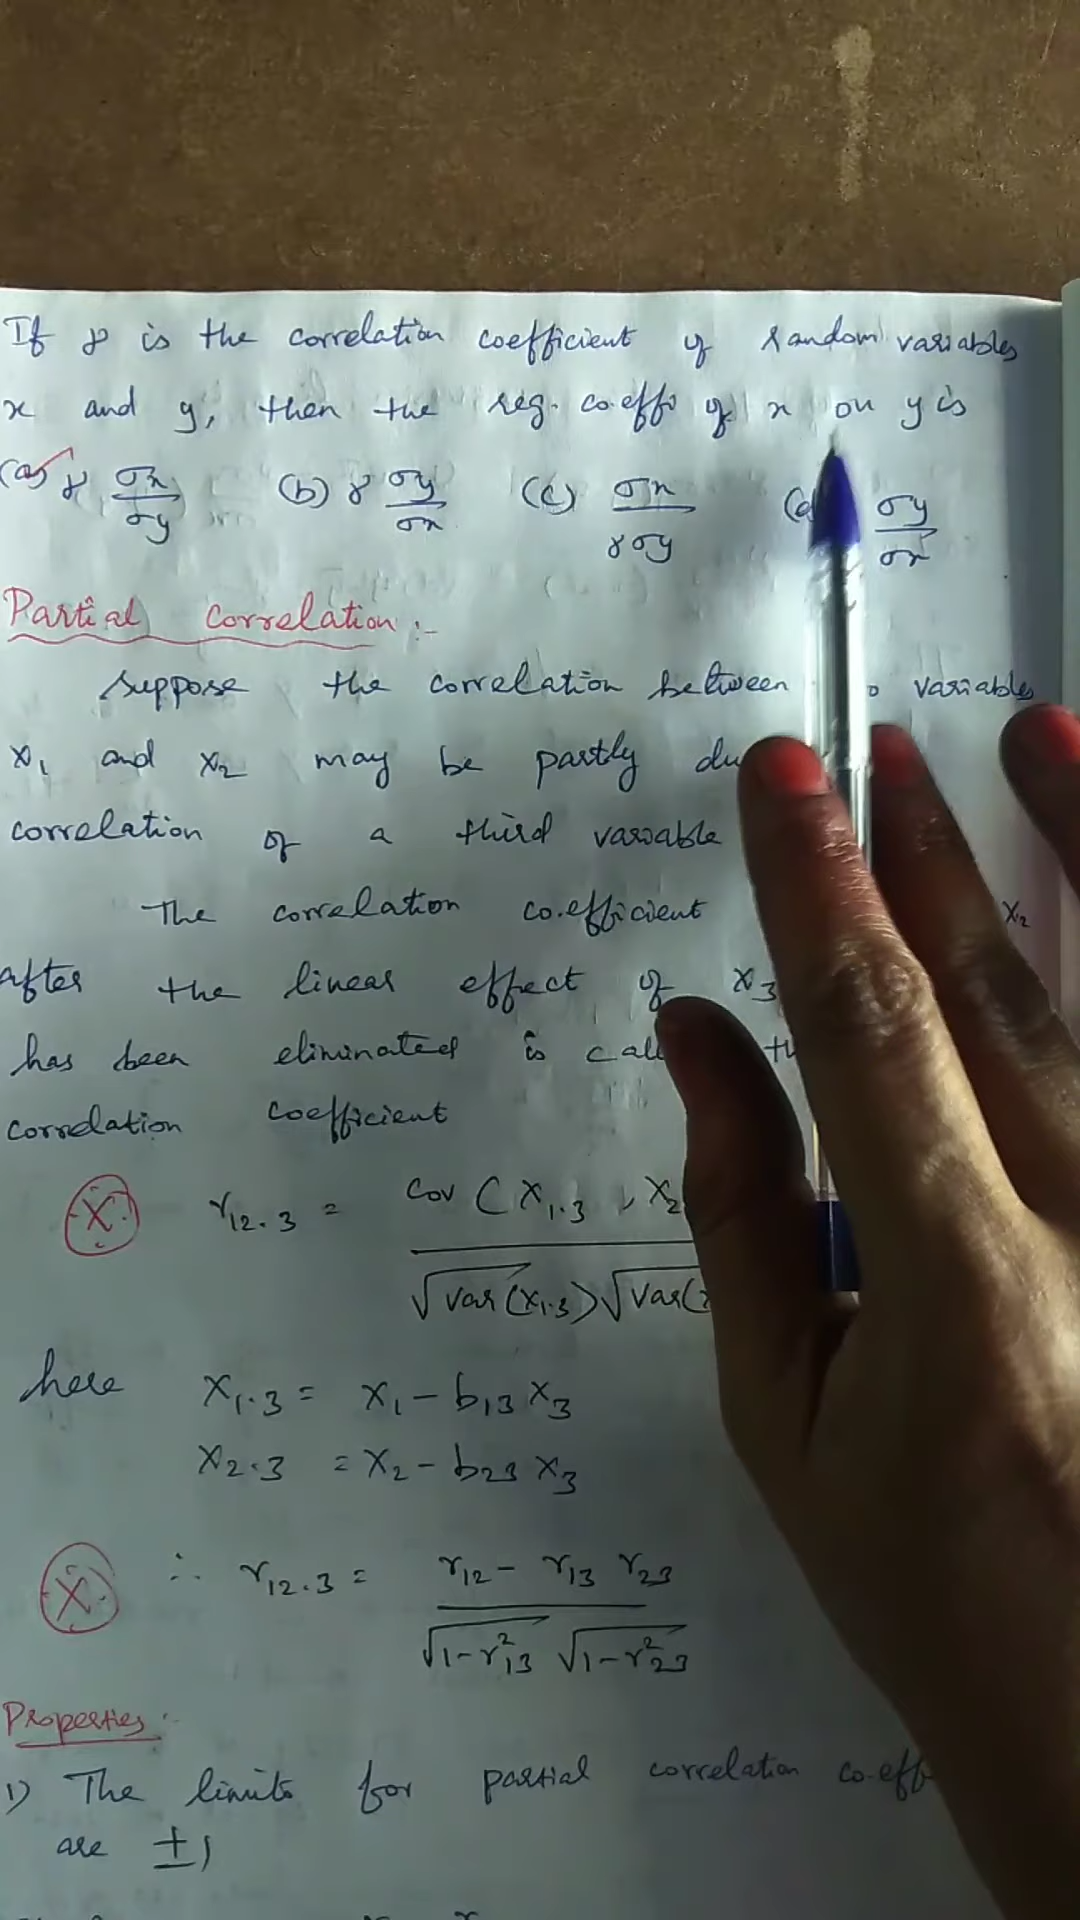 If r is the correlation coefficient of random variables
x and y, then the reg. co.effi of x on y is
(a) r σx/σy (b) r σy/σx (c) σx/rσy (d σy/σx
Partial correlation :-
Suppose the correlation between variables
X₁ and X₂ may be partly
correlation of a third variable
The correlation co.efficient X₂
after the linear effect of X₃
has been eliminated is
correlation coefficient
X r₁₂.₃ = cov (X₁.₃ , X₂ / √var(X₁.₃) √var(
here X₁.₃ = X₁ - b₁₃ X₃
X₂.₃ = X₂ - b₂₃ X₃
X ∴ r₁₂.₃ = r₁₂ - r₁₃ r₂₃ / √1-r²₁₃ √1-r²₂₃
Properties :-
1) The limits for partial correlation co-eff
are ±1